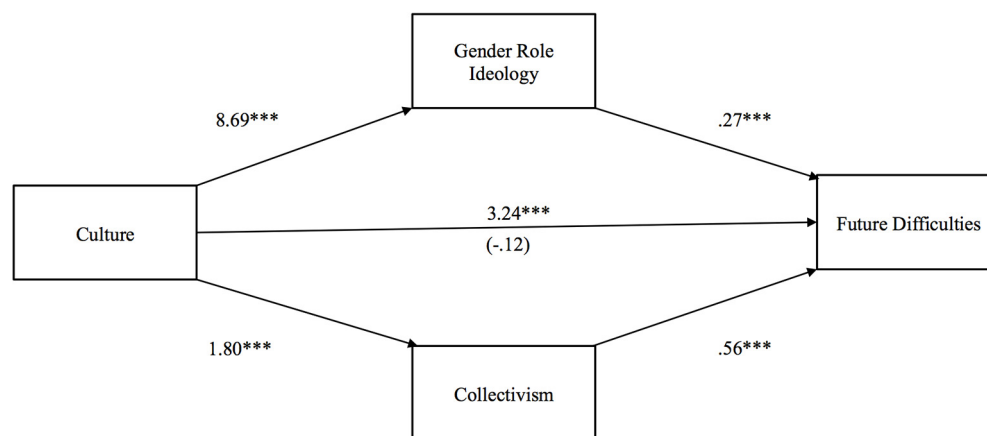 Gender Role
Ideology
8.69***
.27***
Culture
3.24***
(-.12)
Future Difficulties
1.80***
.56***
Collectivism